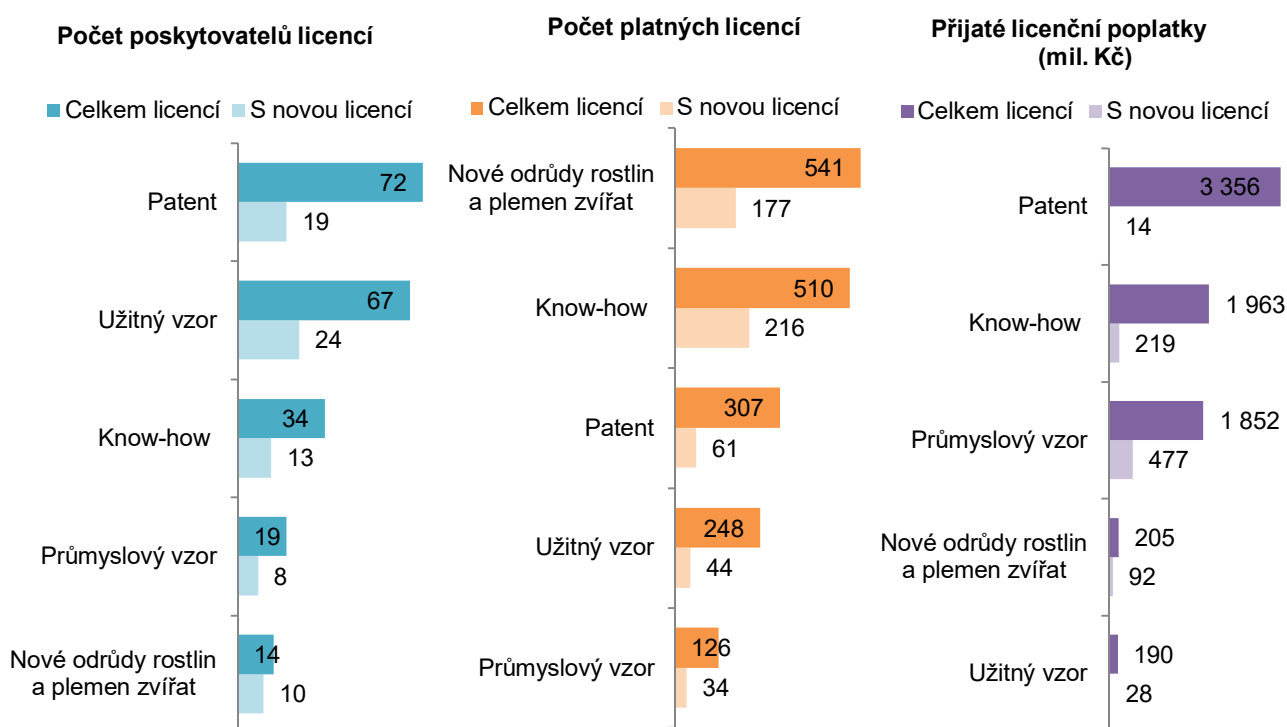 Počet poskytovatelů licencí
Celkem licencí S novou licencí
Patent
72
19
Užitný vzor
67
24
Know-how
34
13
Průmyslový vzor
19
8
Nové odrůdy rostlin
a plemen zvířat
14
10
Počet platných licencí
Celkem licencí S novou licencí
Nové odrůdy rostlin
a plemen zvířat
541
177
Know-how
510
216
Patent
307
61
Užitný vzor
248
44
Průmyslový vzor
126
34
Přijaté licenční poplatky
(mil. Kč)
Celkem licencí S novou licencí
Patent
3 356
14
Know-how
1 963
219
Průmyslový vzor
1 852
477
Nové odrůdy rostlin
a plemen zvířat
205
92
Užitný vzor
190
28